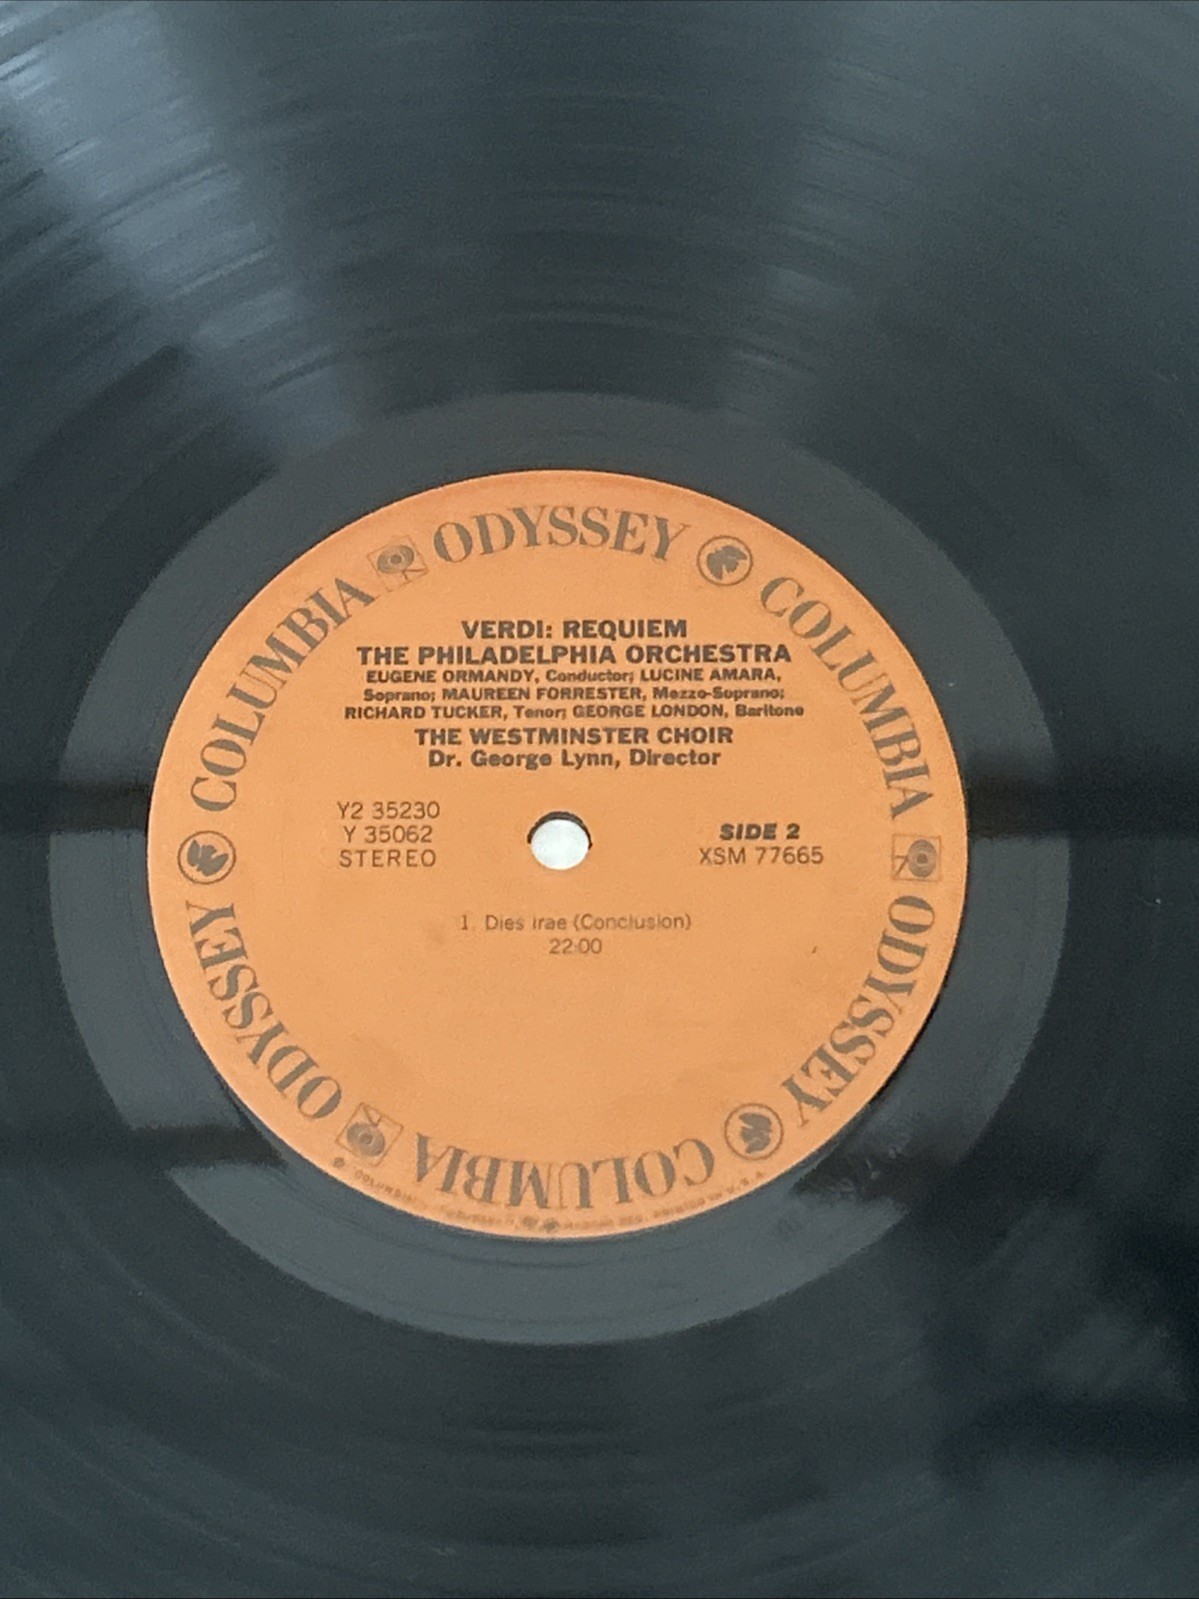 COLUMBIA ODYSSEY COLUMBIA ODYSSEY COLUMBIA ODYSSEY
VERDI: REQUIEM
THE PHILADELPHIA ORCHESTRA
EUGENE ORMANDY, Conductor; LUCINE AMARA,
Soprano; MAUREEN FORRESTER, Mezzo-Soprano;
RICHARD TUCKER, Tenor; GEORGE LONDON, Baritone
THE WESTMINSTER CHOIR
Dr. George Lynn, Director
Y2 35230
Y 35062
STEREO
SIDE 2
XSM 77665
1. Dies irae (Conclusion)
22:00
PRINTED IN U.S.A.